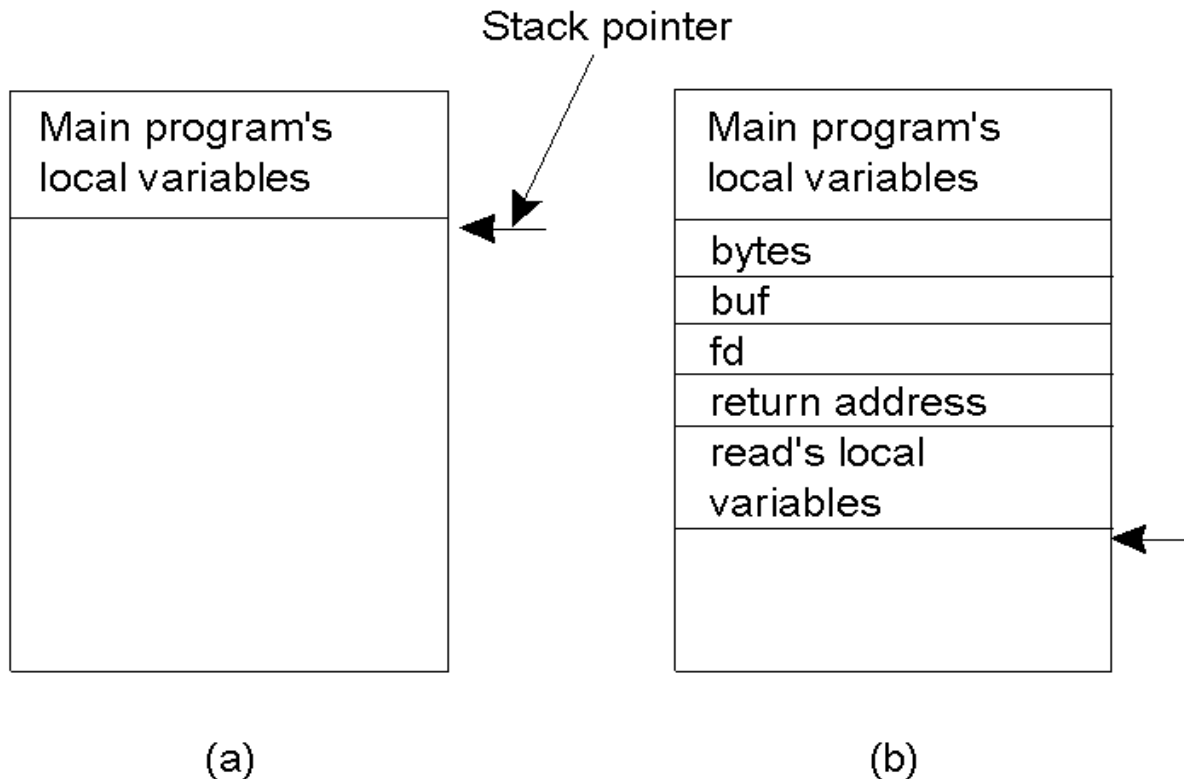 Stack pointer
Main program's
local variables
Main program's
local variables
bytes
buf
fd
return address
read's local
variables
(a)
(b)